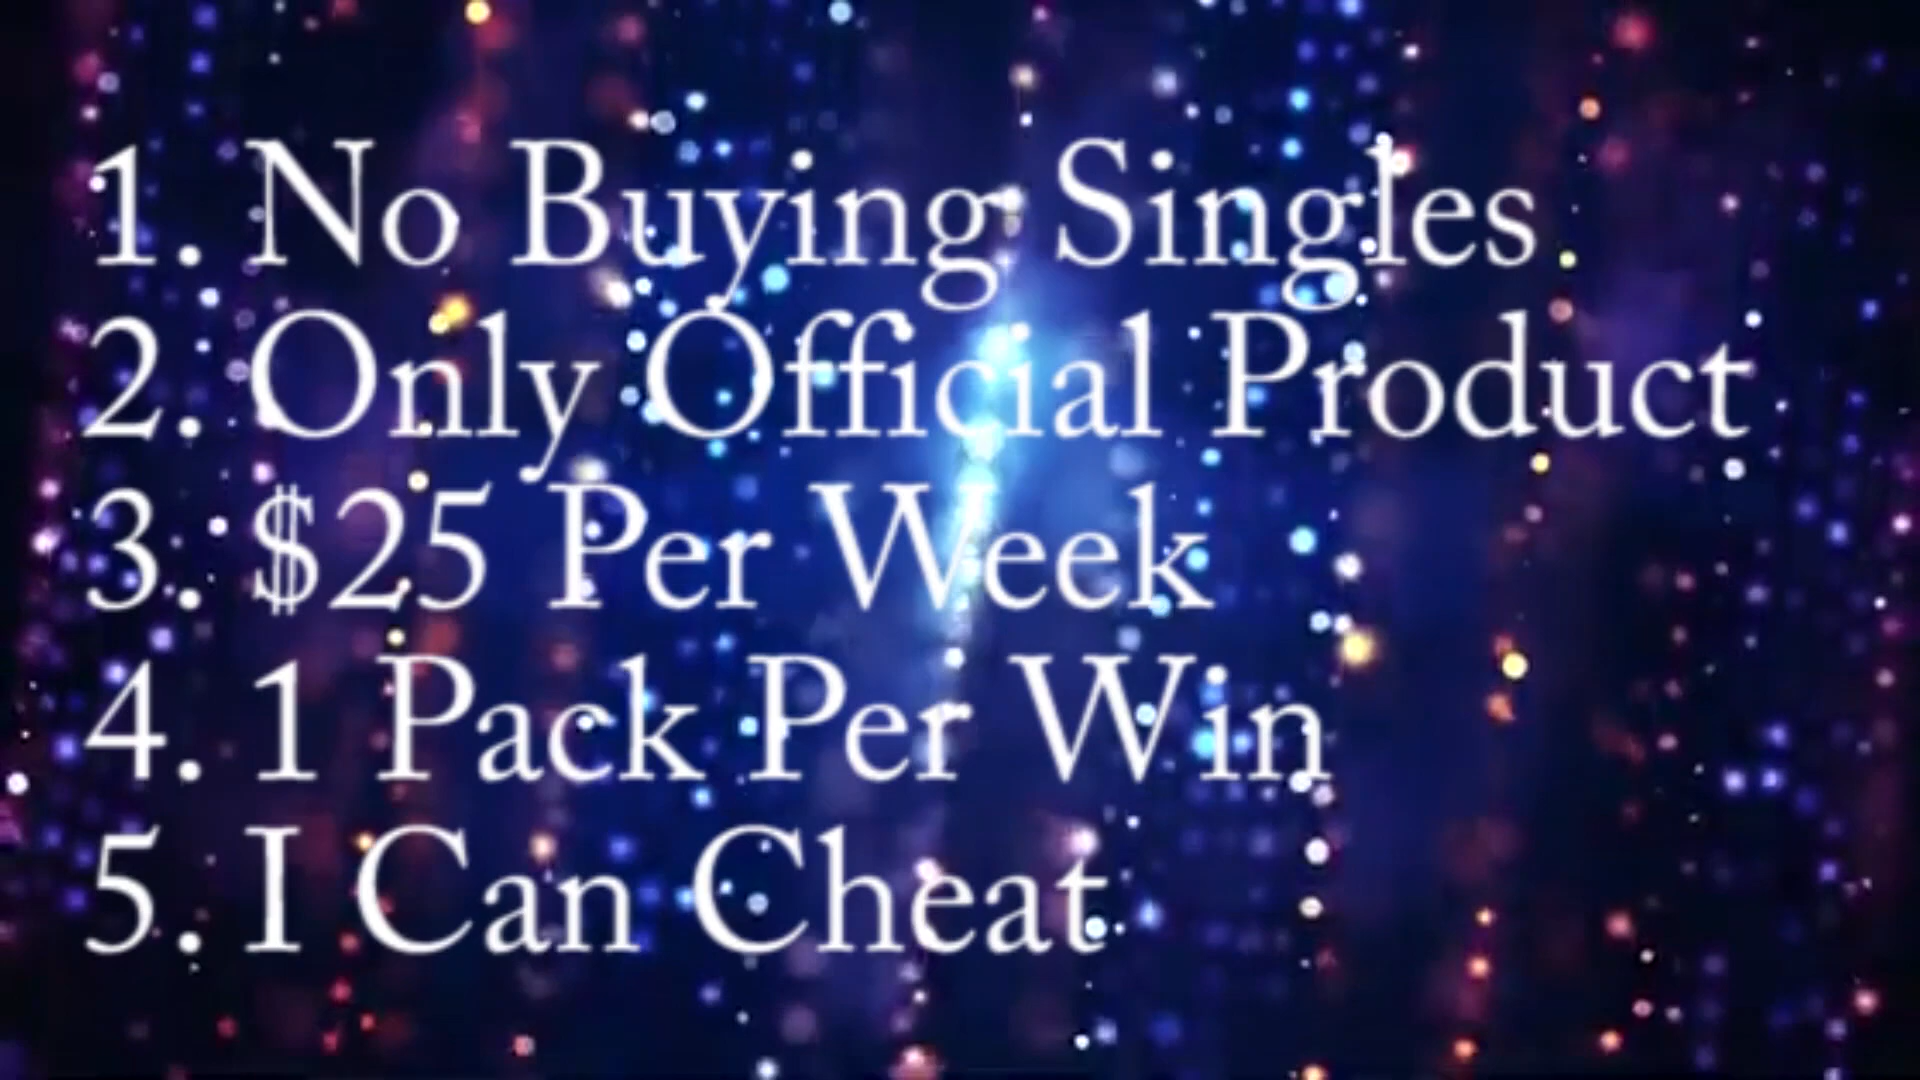 1. No Buying Singles
2. Only Official Product
3. $25 Per Week
4. 1 Pack Per Win
5. I Can Cheat